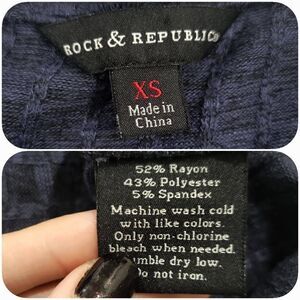 ROCK & REPUBLIC
XS
Made in
China
52% Rayon
43% Polyester
5% Spandex
Machine wash cold
with like colors.
Only non-chlorine
bleach when needed.
Tumble dry low.
Do not iron.